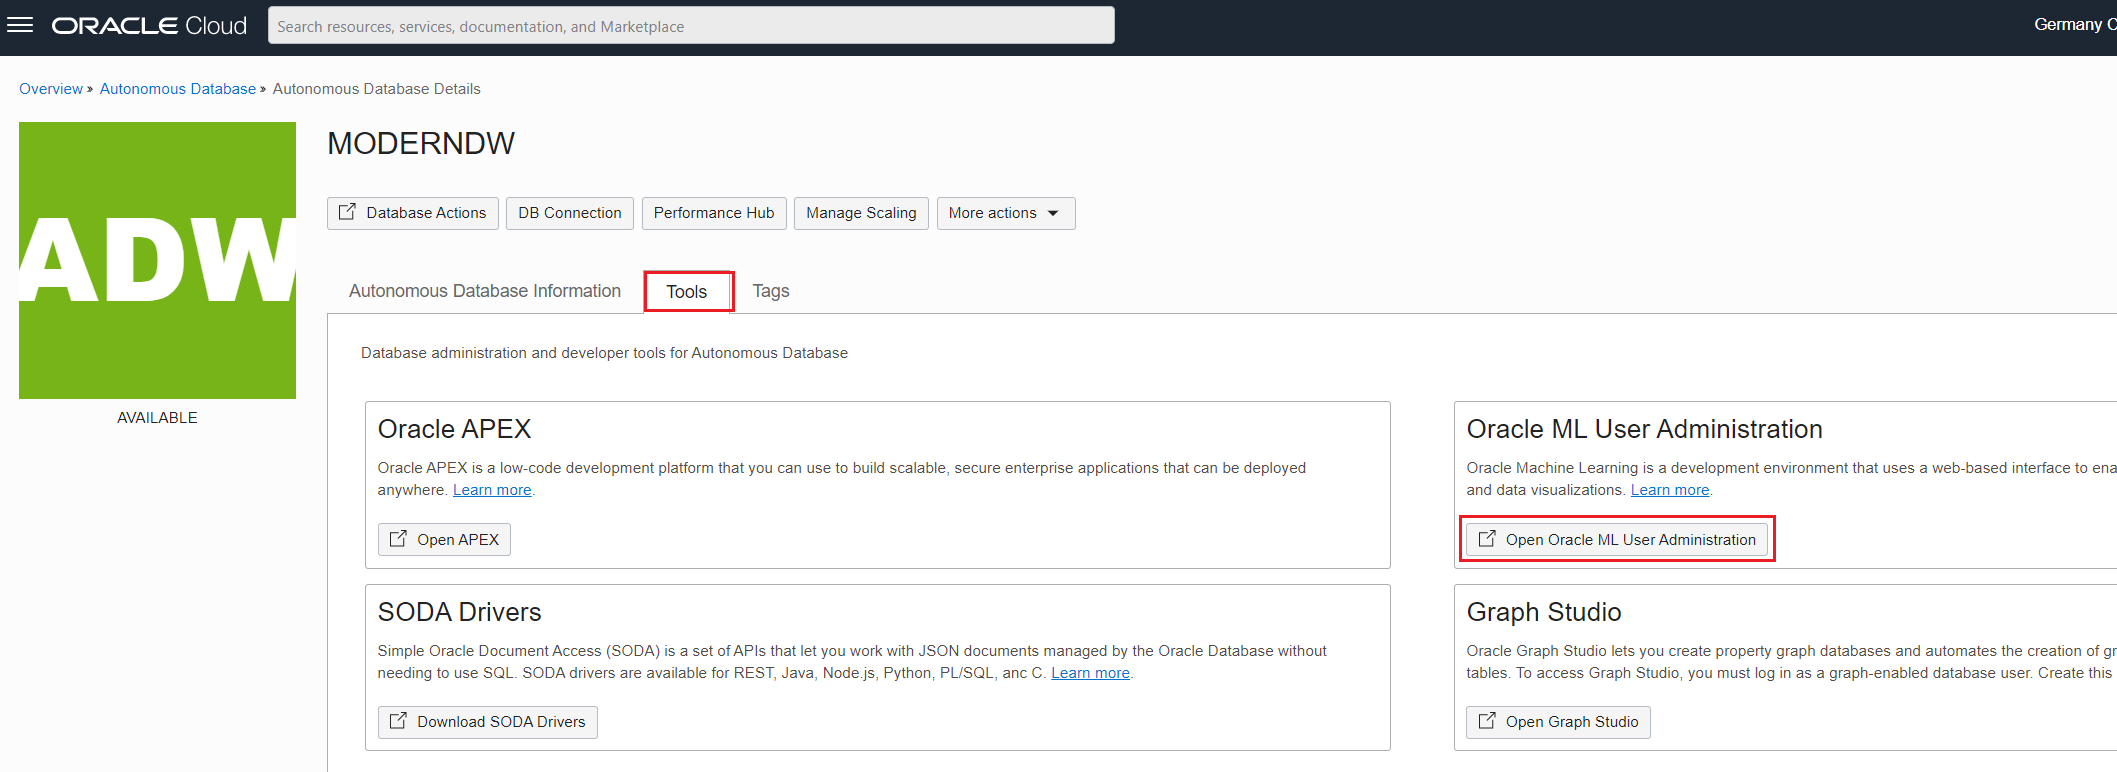 ORACLE Cloud
Search resources, services, documentation, and Marketplace
Germany C
Overview » Autonomous Database » Autonomous Database Details
ADW
AVAILABLE
MODERNDW
Database Actions
DB Connection
Performance Hub
Manage Scaling
More actions
Autonomous Database Information
Tools
Tags
Database administration and developer tools for Autonomous Database
Oracle APEX
Oracle APEX is a low-code development platform that you can use to build scalable, secure enterprise applications that can be deployed
anywhere. Learn more.
Open APEX
Oracle ML User Administration
Oracle Machine Learning is a development environment that uses a web-based interface to ena
and data visualizations. Learn more.
Open Oracle ML User Administration
SODA Drivers
Simple Oracle Document Access (SODA) is a set of APIs that let you work with JSON documents managed by the Oracle Database without
needing to use SQL. SODA drivers are available for REST, Java, Node.js, Python, PL/SQL, anc C. Learn more.
Download SODA Drivers
Graph Studio
Oracle Graph Studio lets you create property graph databases and automates the creation of gr
tables. To access Graph Studio, you must log in as a graph-enabled database user. Create this
Open Graph Studio